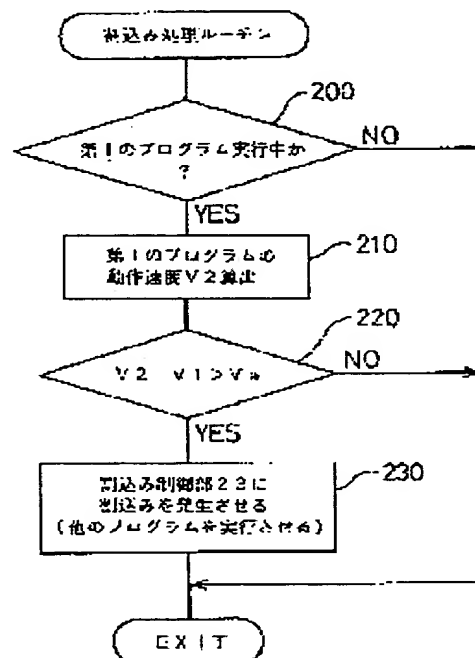 割込み処理ルーチン
200
第1のプログラム実行中か
?
NO
YES
210
第1のプログラムの
動作速度V2算出
220
V2 V1>Va
NO
YES
230
割込み制御部23に
割込みを発生させる
(他のプログラムを実行させる)
EXIT